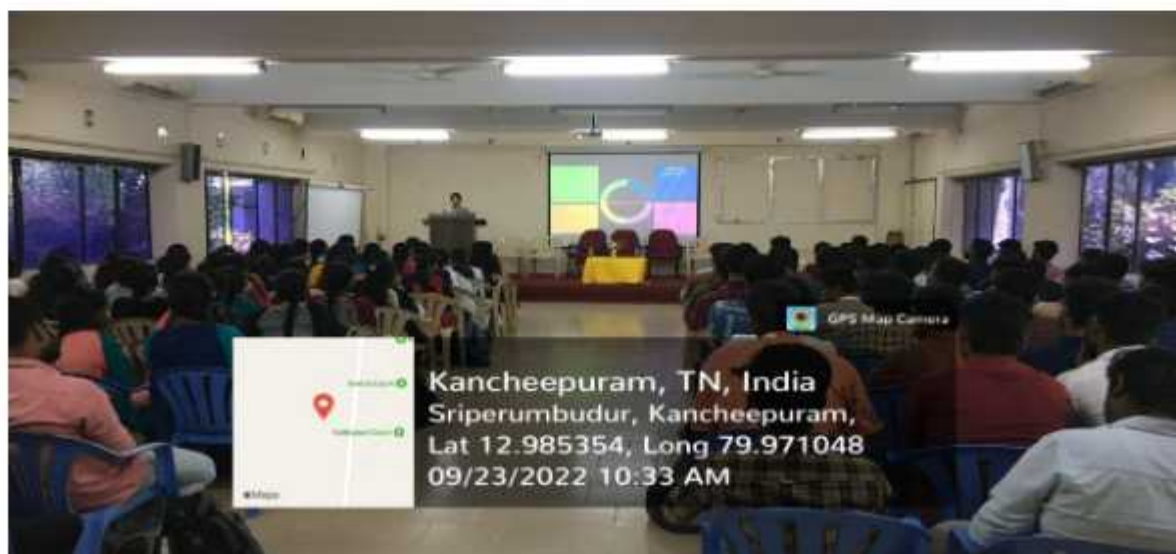 GPS Map Camera
Kancheepuram, TN, India
Sriperumbudur, Kancheepuram,
Lat 12.985354, Long 79.971048
09/23/2022 10:33 AM
Maps